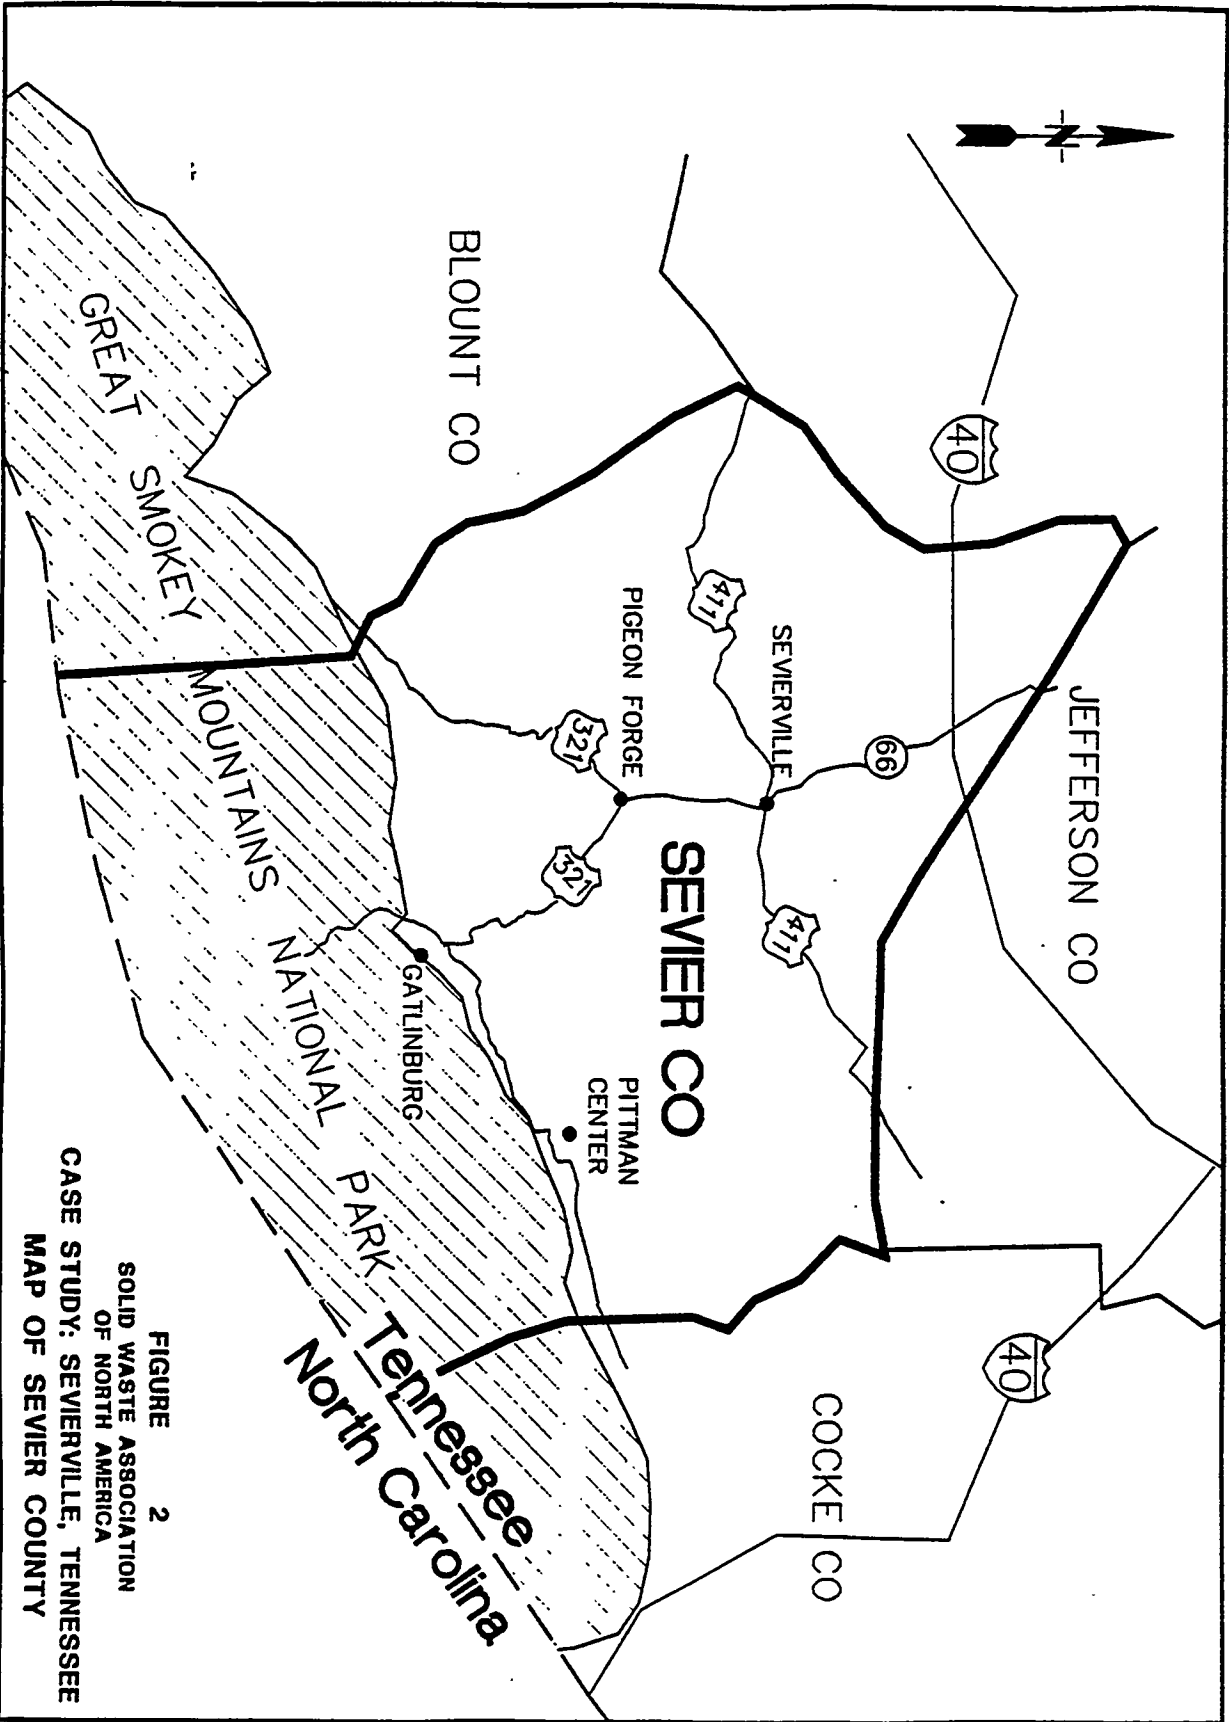 N
JEFFERSON CO
40
40
66
SEVIERVILLE
411
411
BLOUNT CO
PIGEON FORGE
SEVIER CO
COCKE CO
321
321
PITTMAN
CENTER
GATLINBURG
GREAT
SMOKEY
MOUNTAINS
NATIONAL
PARK
Tennessee
North Carolina
FIGURE 2
SOLID WASTE ASSOCIATION
OF NORTH AMERICA
CASE STUDY: SEVIERVILLE, TENNESSEE
MAP OF SEVIER COUNTY